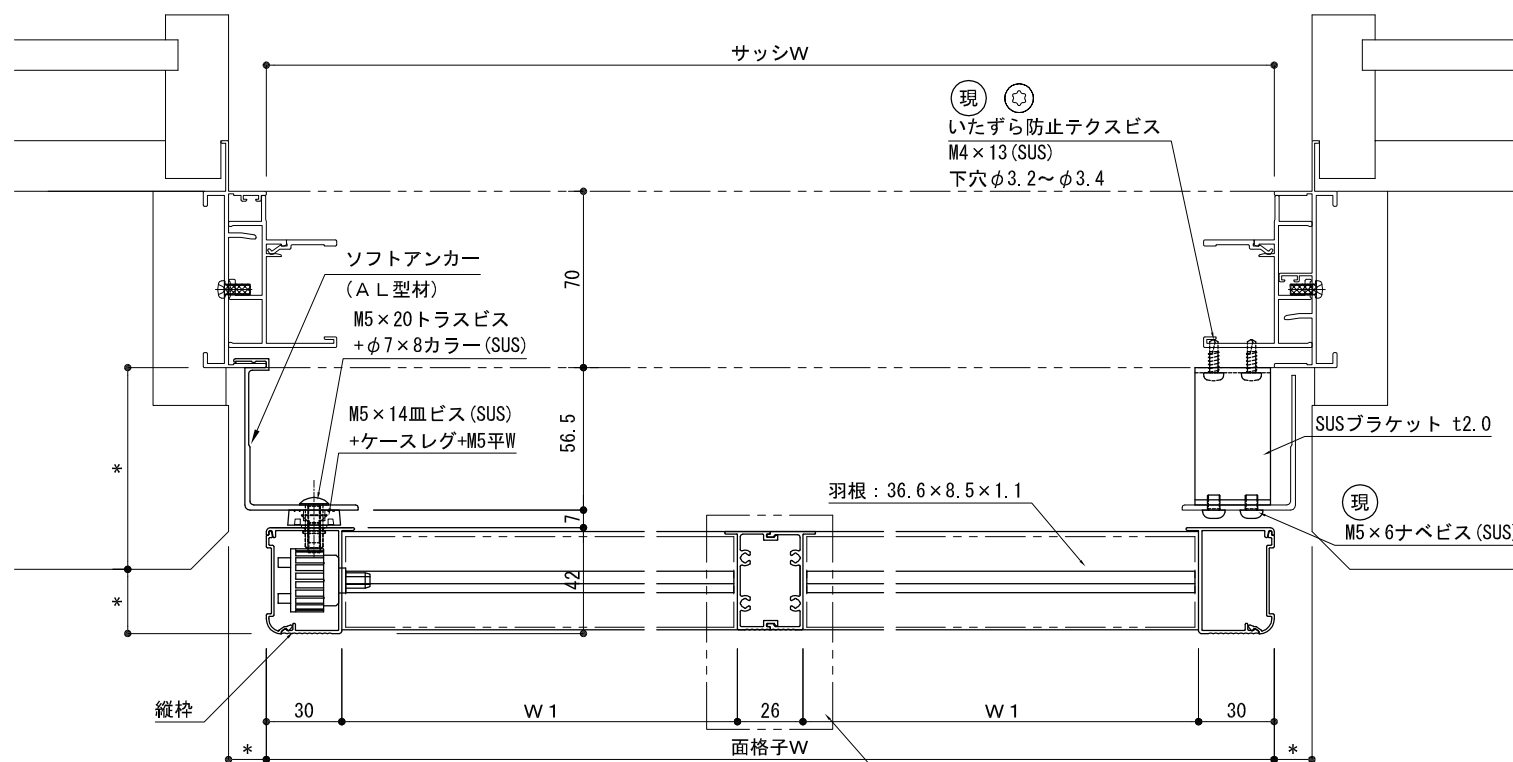 サッシW
現
いたずら防止テクスビス
M4×13(SUS)
下穴φ3.2～φ3.4
ソフトアンカー
(AL型材)
M5×20トラスビス
+φ7×8カラー(SUS)
70
M5×14皿ビス(SUS)
+ケースレグ+M5平W
56.5
SUSブラケット t2.0
*
羽根:36.6×8.5×1.1
7
現
M5×6ナベビス(SUS)
42
*
縦枠
30
W1
26
W1
30
*
面格子W
*